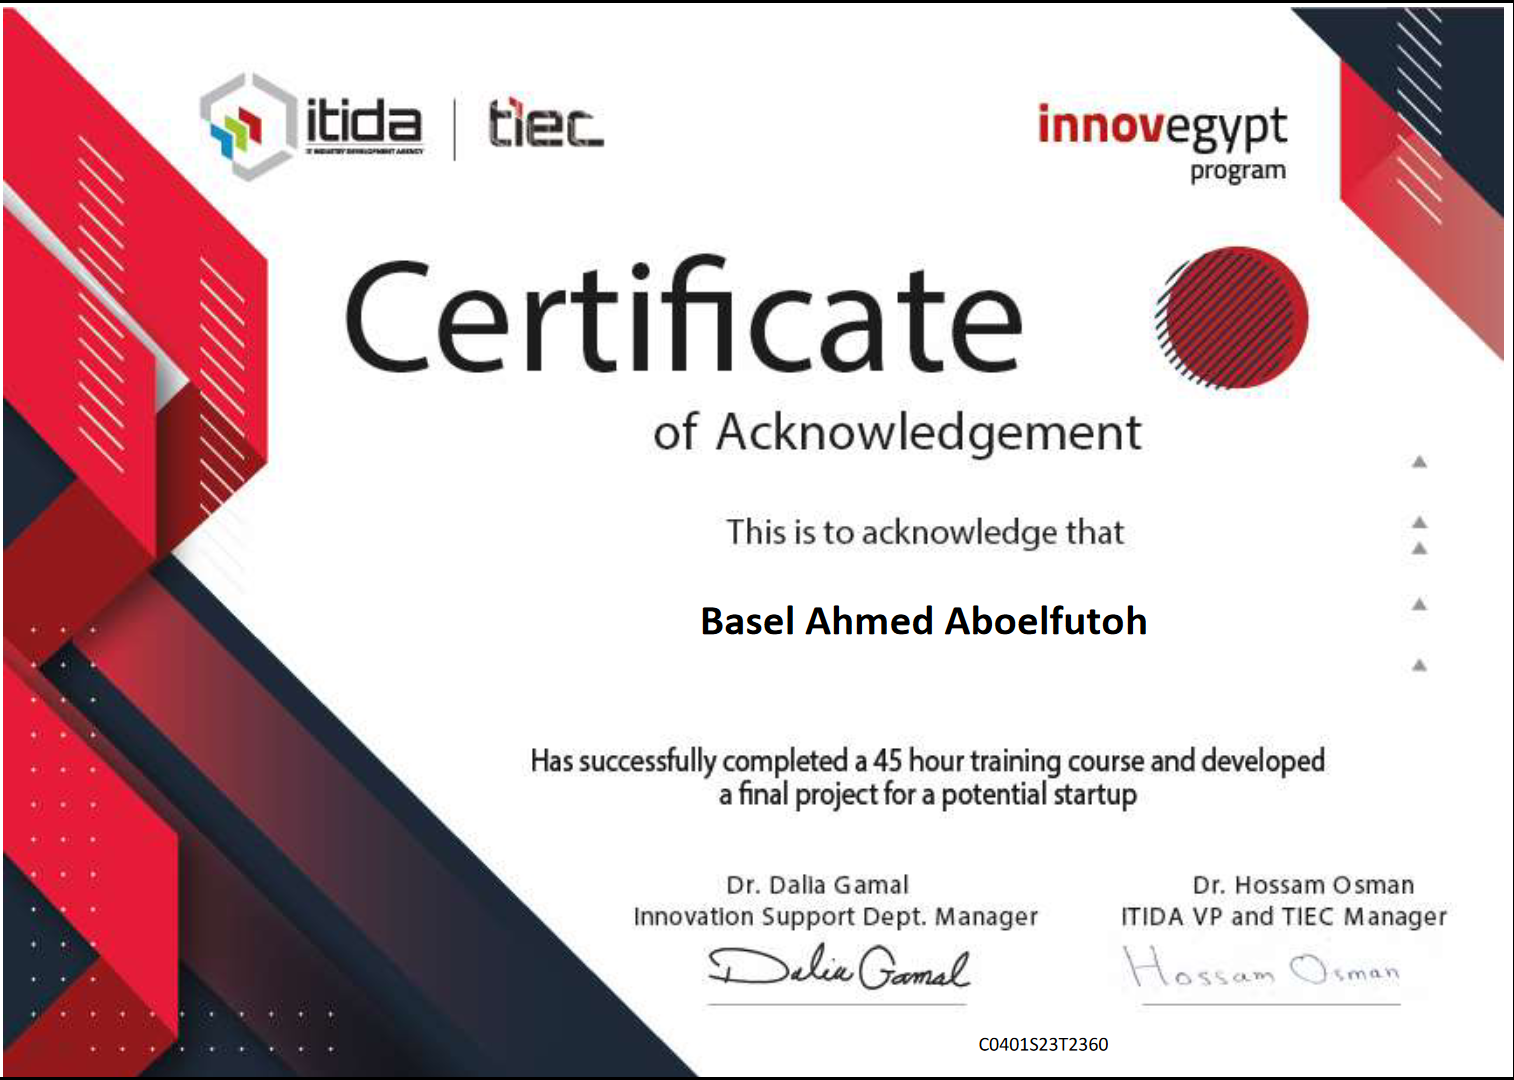 itida
IT INDUSTRY DEVELOPMENT AGENCY
tiec
innovegypt
program
Certificate
of Acknowledgement
This is to acknowledge that
Basel Ahmed Aboelfutoh
Has successfully completed a 45 hour training course and developed
a final project for a potential startup
Dr. Dalia Gamal
Innovation Support Dept. Manager
Dalia Gamal
Dr. Hossam Osman
ITIDA VP and TIEC Manager
Hossam Osman
C0401S23T2360